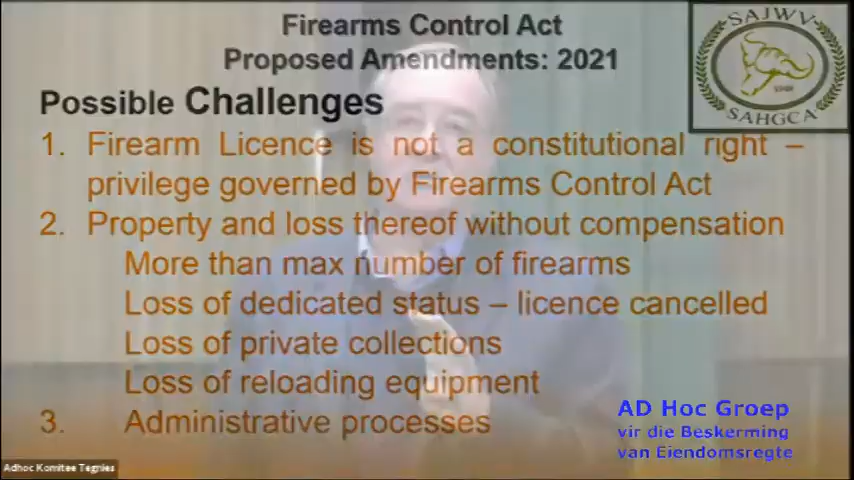 Firearms Control Act
Proposed Amendments: 2021
SAJWV
SAHGCA
Possible Challenges
1. Firearm Licence is not a constitutional right –
privilege governed by Firearms Control Act
2. Property and loss thereof without compensation
More than max number of firearms
Loss of dedicated status – licence cancelled
Loss of private collections
Loss of reloading equipment
3. Administrative processes
AD Hoc Groep
vir die Beskerming
van Eiendomsregte
Adhoc Komitee Tegnies